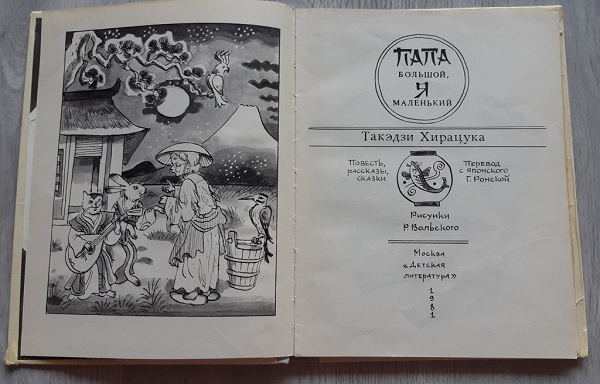 ПАПА
БОЛЬШОЙ,
Я
МАЛЕНЬКИЙ
Такэдзи Хирацука
Повесть,
рассказы,
сказки
Перевод
с японского
Г. Ронской
Рисунки
Р. Вольского
Москва
«Детская
литература»
1
9
8
1